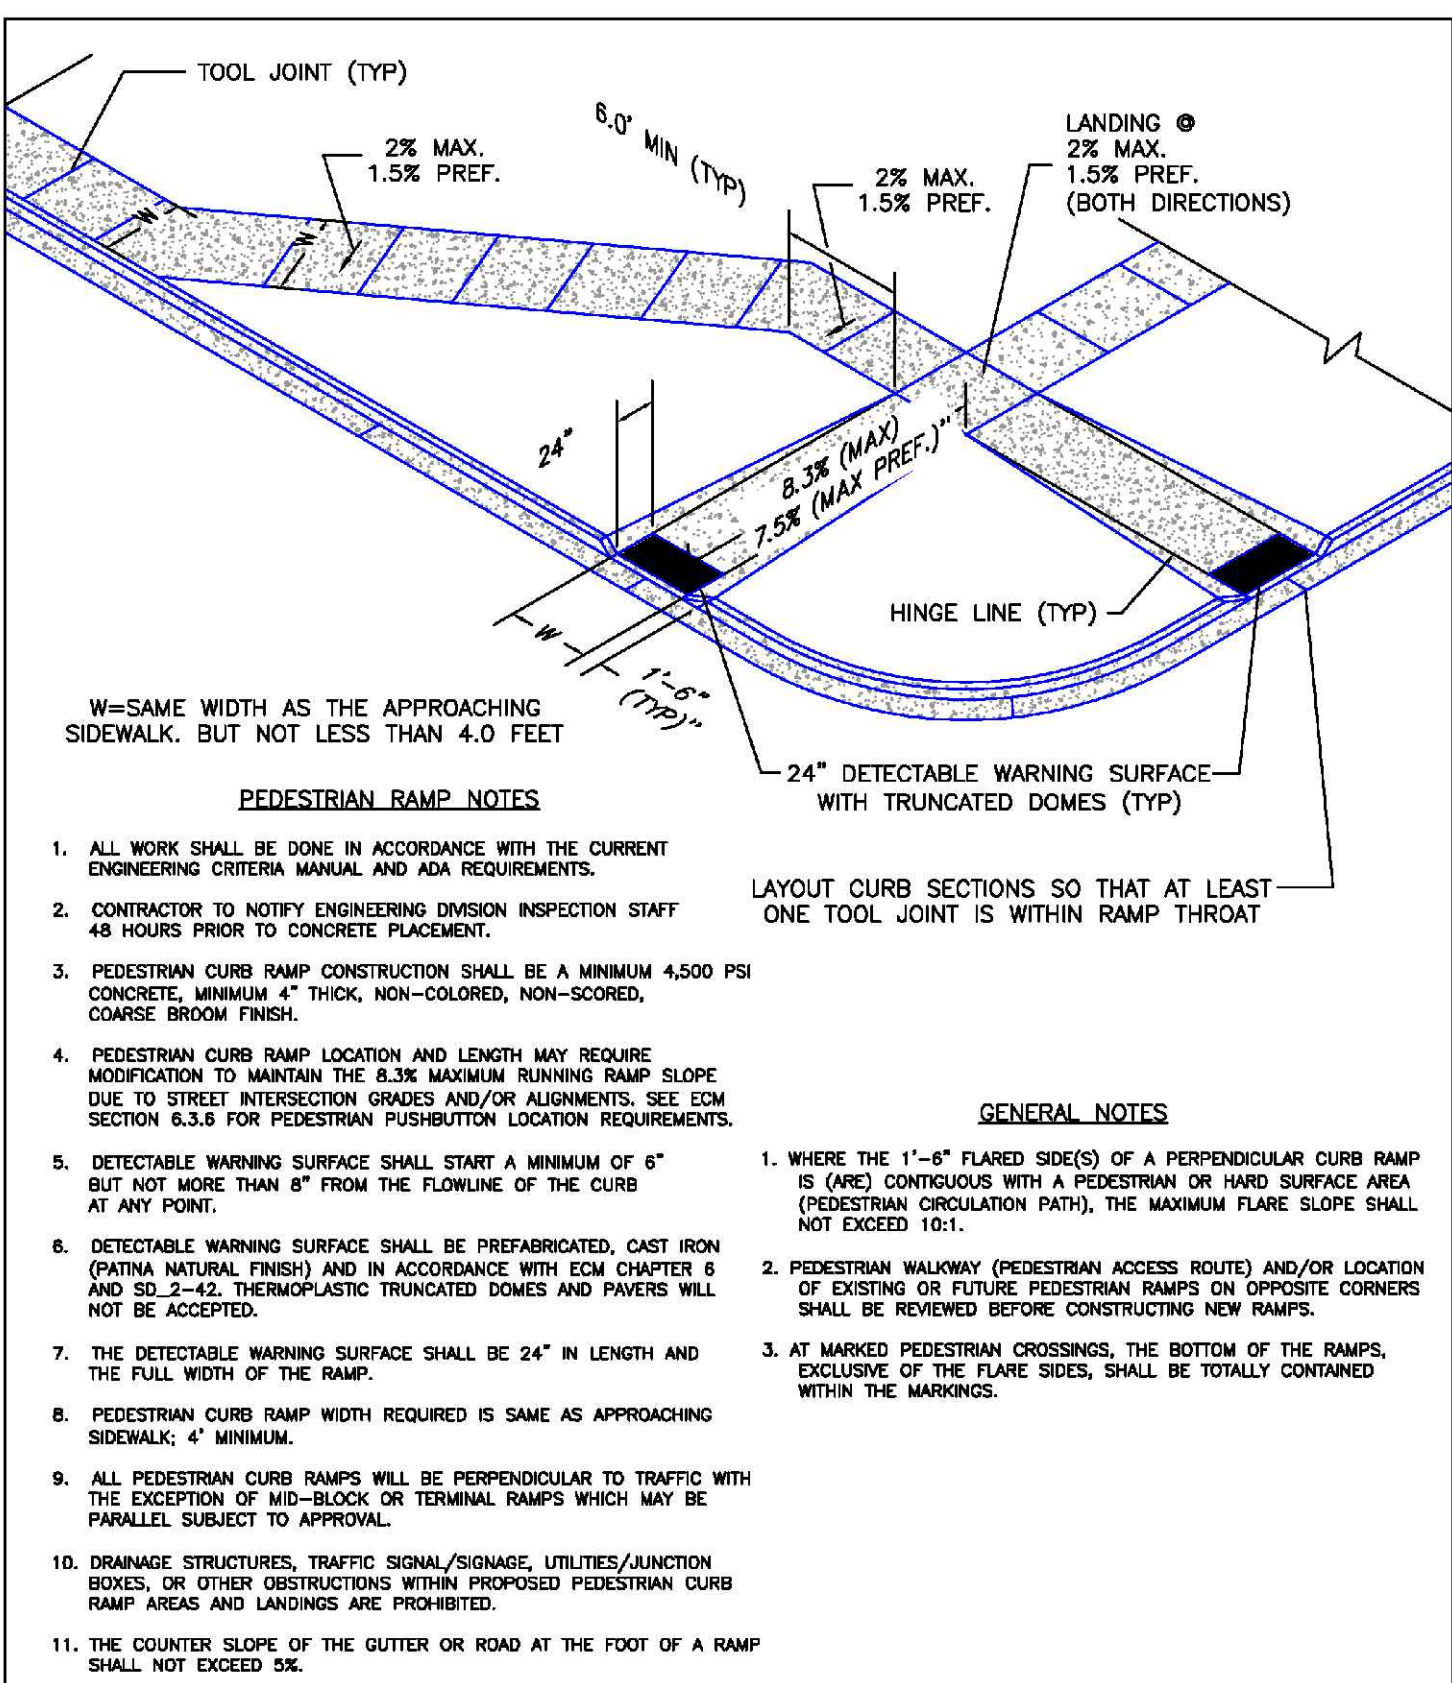 TOOL JOINT (TYP)
2% MAX.
1.5% PREF.
6.0' MIN (TYP)
2% MAX.
1.5% PREF.
LANDING @
2% MAX.
1.5% PREF.
(BOTH DIRECTIONS)
W
W
24"
8.3% (MAX)
7.5% (MAX PREF.)"
HINGE LINE (TYP)
W
1'-6"
(TYP)"
W=SAME WIDTH AS THE APPROACHING
SIDEWALK. BUT NOT LESS THAN 4.0 FEET
24" DETECTABLE WARNING SURFACE
WITH TRUNCATED DOMES (TYP)
LAYOUT CURB SECTIONS SO THAT AT LEAST
ONE TOOL JOINT IS WITHIN RAMP THROAT
PEDESTRIAN RAMP NOTES
1. ALL WORK SHALL BE DONE IN ACCORDANCE WITH THE CURRENT
ENGINEERING CRITERIA MANUAL AND ADA REQUIREMENTS.
2. CONTRACTOR TO NOTIFY ENGINEERING DIVISION INSPECTION STAFF
48 HOURS PRIOR TO CONCRETE PLACEMENT.
3. PEDESTRIAN CURB RAMP CONSTRUCTION SHALL BE A MINIMUM 4,500 PSI
CONCRETE, MINIMUM 4" THICK, NON-COLORED, NON-SCORED,
COARSE BROOM FINISH.
4. PEDESTRIAN CURB RAMP LOCATION AND LENGTH MAY REQUIRE
MODIFICATION TO MAINTAIN THE 8.3% MAXIMUM RUNNING RAMP SLOPE
DUE TO STREET INTERSECTION GRADES AND/OR ALIGNMENTS. SEE ECM
SECTION 6.3.6 FOR PEDESTRIAN PUSHBUTTON LOCATION REQUIREMENTS.
5. DETECTABLE WARNING SURFACE SHALL START A MINIMUM OF 6"
BUT NOT MORE THAN 8" FROM THE FLOWLINE OF THE CURB
AT ANY POINT.
6. DETECTABLE WARNING SURFACE SHALL BE PREFABRICATED, CAST IRON
(PATINA NATURAL FINISH) AND IN ACCORDANCE WITH ECM CHAPTER 6
AND SD_2-42. THERMOPLASTIC TRUNCATED DOMES AND PAVERS WILL
NOT BE ACCEPTED.
7. THE DETECTABLE WARNING SURFACE SHALL BE 24" IN LENGTH AND
THE FULL WIDTH OF THE RAMP.
8. PEDESTRIAN CURB RAMP WIDTH REQUIRED IS SAME AS APPROACHING
SIDEWALK; 4' MINIMUM.
9. ALL PEDESTRIAN CURB RAMPS WILL BE PERPENDICULAR TO TRAFFIC WITH
THE EXCEPTION OF MID-BLOCK OR TERMINAL RAMPS WHICH MAY BE
PARALLEL SUBJECT TO APPROVAL.
10. DRAINAGE STRUCTURES, TRAFFIC SIGNAL/SIGNAGE, UTILITIES/JUNCTION
BOXES, OR OTHER OBSTRUCTIONS WITHIN PROPOSED PEDESTRIAN CURB
RAMP AREAS AND LANDINGS ARE PROHIBITED.
11. THE COUNTER SLOPE OF THE GUTTER OR ROAD AT THE FOOT OF A RAMP
SHALL NOT EXCEED 5%.
GENERAL NOTES
1. WHERE THE 1'-6" FLARED SIDE(S) OF A PERPENDICULAR CURB RAMP
IS (ARE) CONTIGUOUS WITH A PEDESTRIAN OR HARD SURFACE AREA
(PEDESTRIAN CIRCULATION PATH), THE MAXIMUM FLARE SLOPE SHALL
NOT EXCEED 10:1.
2. PEDESTRIAN WALKWAY (PEDESTRIAN ACCESS ROUTE) AND/OR LOCATION
OF EXISTING OR FUTURE PEDESTRIAN RAMPS ON OPPOSITE CORNERS
SHALL BE REVIEWED BEFORE CONSTRUCTING NEW RAMPS.
3. AT MARKED PEDESTRIAN CROSSINGS, THE BOTTOM OF THE RAMPS,
EXCLUSIVE OF THE FLARE SIDES, SHALL BE TOTALLY CONTAINED
WITHIN THE MARKINGS.